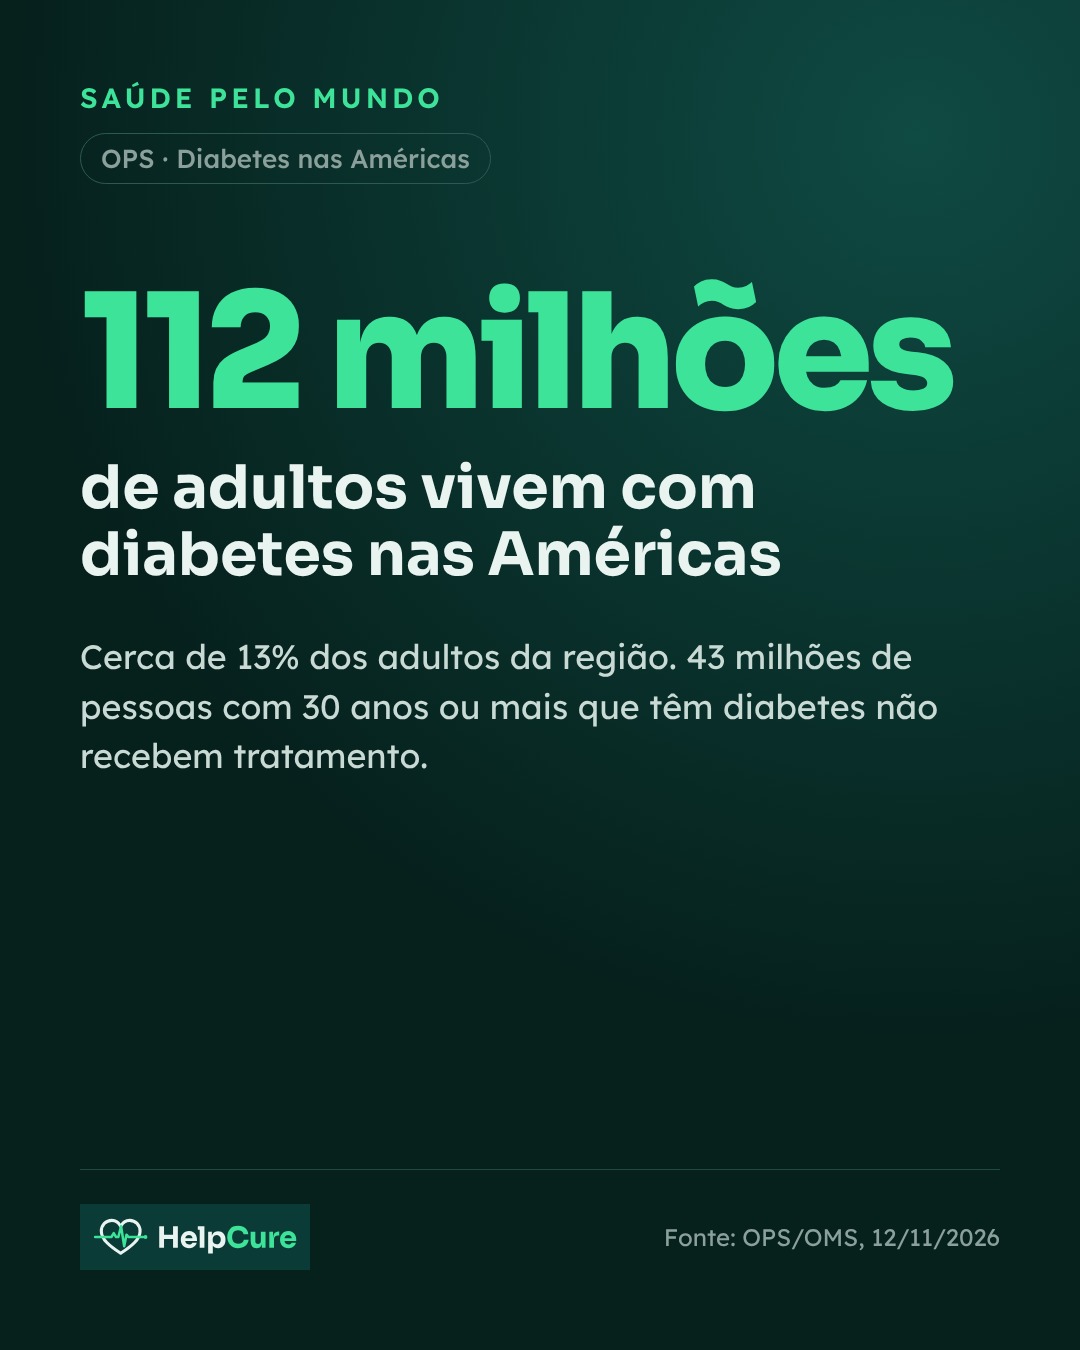 SAÚDE PELO MUNDO
OPS · Diabetes nas Américas
112 milhões
de adultos vivem com
diabetes nas Américas
Cerca de 13% dos adultos da região. 43 milhões de
pessoas com 30 anos ou mais que têm diabetes não
recebem tratamento.
HelpCure
Fonte: OPS/OMS, 12/11/2026